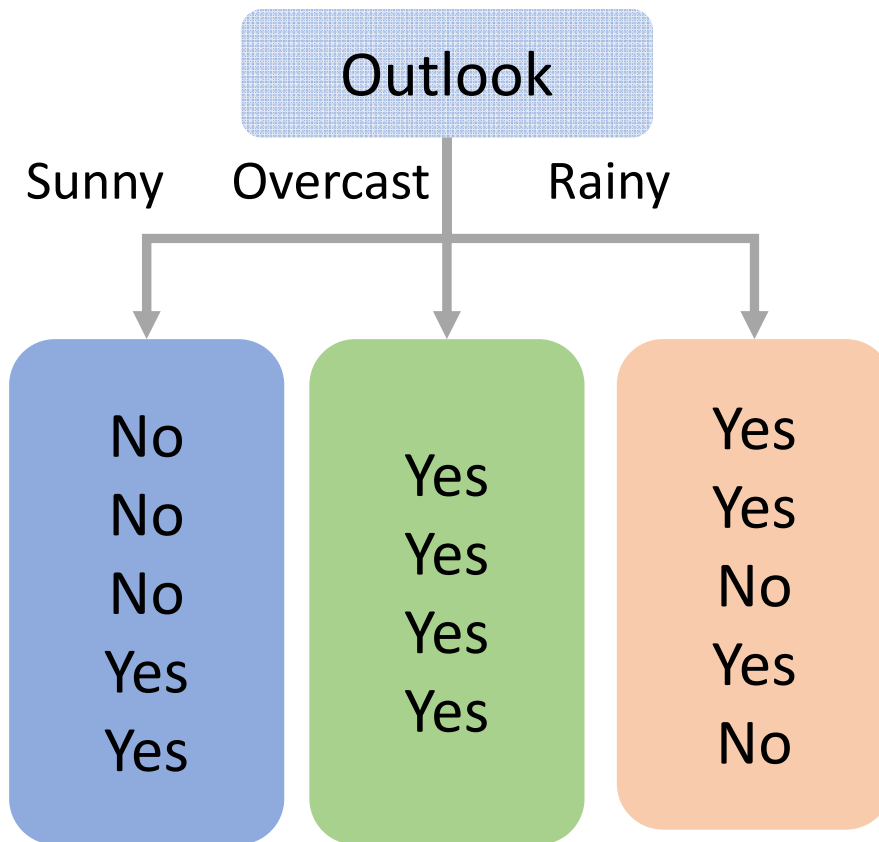 Outlook
Sunny Overcast Rainy
No
No
No
Yes
Yes
Yes
Yes
Yes
Yes
Yes
Yes
No
Yes
No